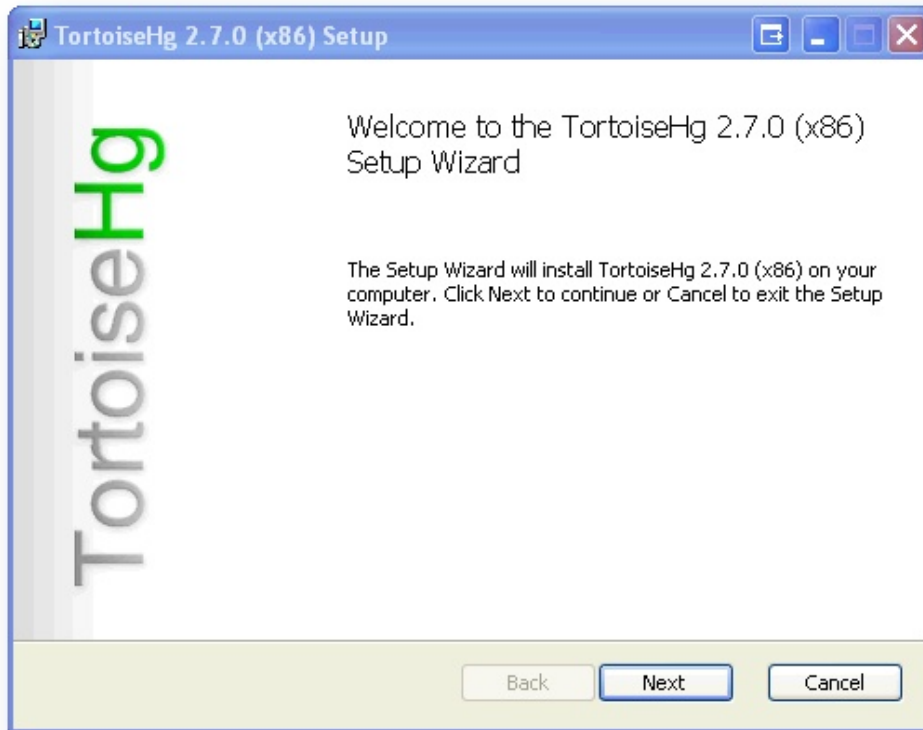 TortoiseHg 2.7.0 (x86) Setup
TortoiseHg
Welcome to the TortoiseHg 2.7.0 (x86)
Setup Wizard
The Setup Wizard will install TortoiseHg 2.7.0 (x86) on your
computer. Click Next to continue or Cancel to exit the Setup
Wizard.
Back
Next
Cancel